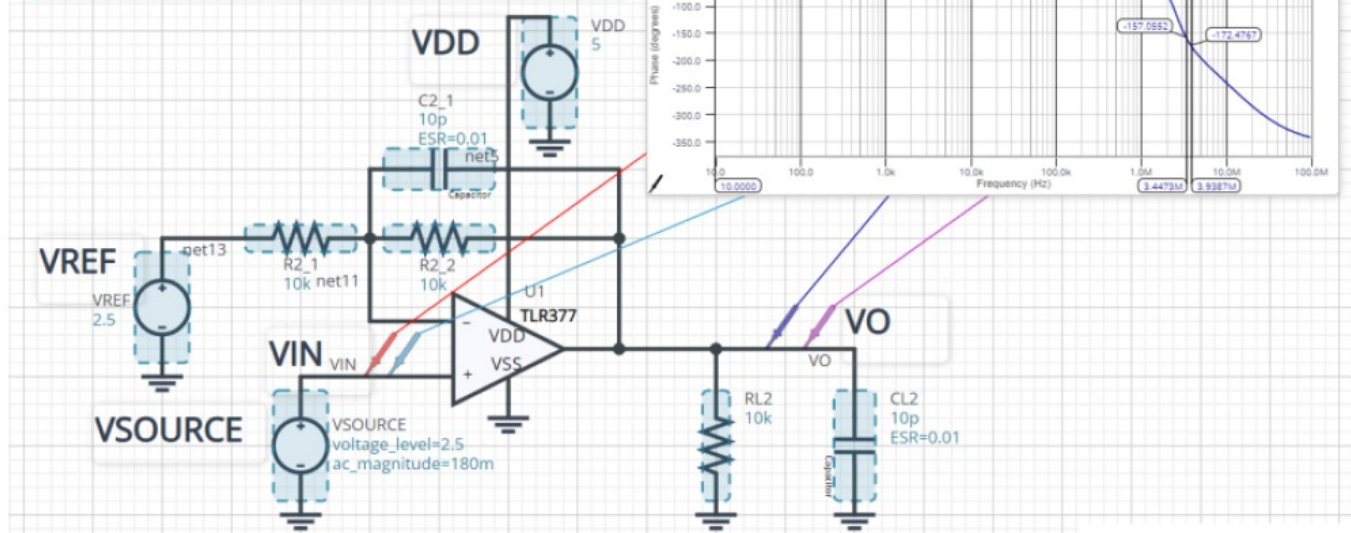 VDD
VDD
5
C2_1
10p
ESR=0.01
net5
Capacitor
VREF
net13
R2_1
10k
net11
R2_2
10k
VREF
2.5
U1
TLR377
VDD
VSS
-
+
VIN
VIN
VO
VO
VSOURCE
VSOURCE
voltage_level=2.5
ac_magnitude=180m
RL2
10k
CL2
10p
ESR=0.01
Capacitor
Phase (degrees)
-100.0
-150.0
-200.0
-250.0
-300.0
-350.0
-157.0552
-172.4767
10.0
100.0
1.0k
10.0k
100.0k
1.0M
10.0M
100.0M
Frequency (Hz)
10.0000
3.4473M
3.9387M